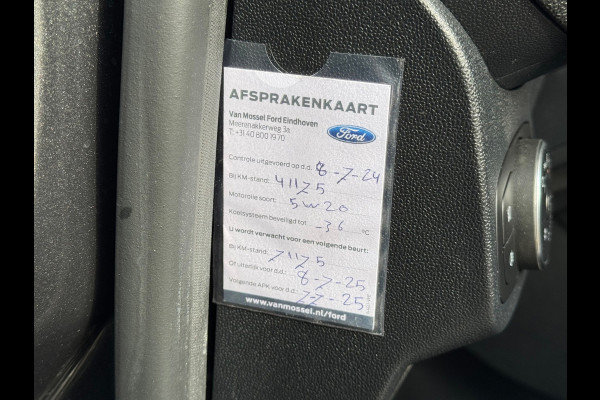 AFSPRAKENKAART
Van Mossel Ford Eindhoven
Meerenakkerweg 3a
T: +31 40 800 19 70
Ford
Controle uitgevoerd op d.d.: 8-7-24
Bij KM-stand: 41175
Motorolie soort: 5w20
Koelsysteem beveiligd tot: -36 °C
U wordt verwacht voor een volgende beurt:
Bij KM-stand: 71175
Of uiterlijk voor d.d.: 8-7-25
Volgende APK voor d.d.: -25
www.vanmossel.nl/ford